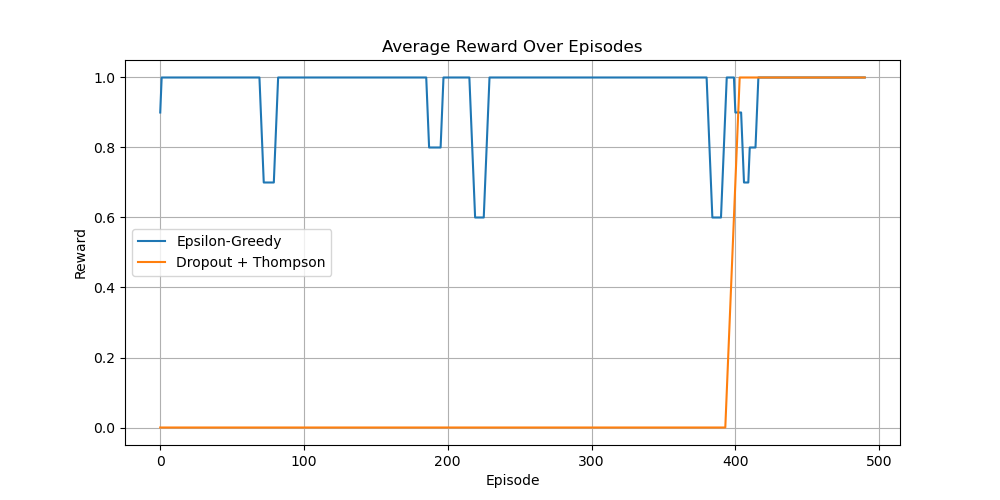 Average Reward Over Episodes
1.0
0.8
0.6
0.4
0.2
0.0
Reward
Epsilon-Greedy
Dropout + Thompson
0 100 200 300 400 500
Episode